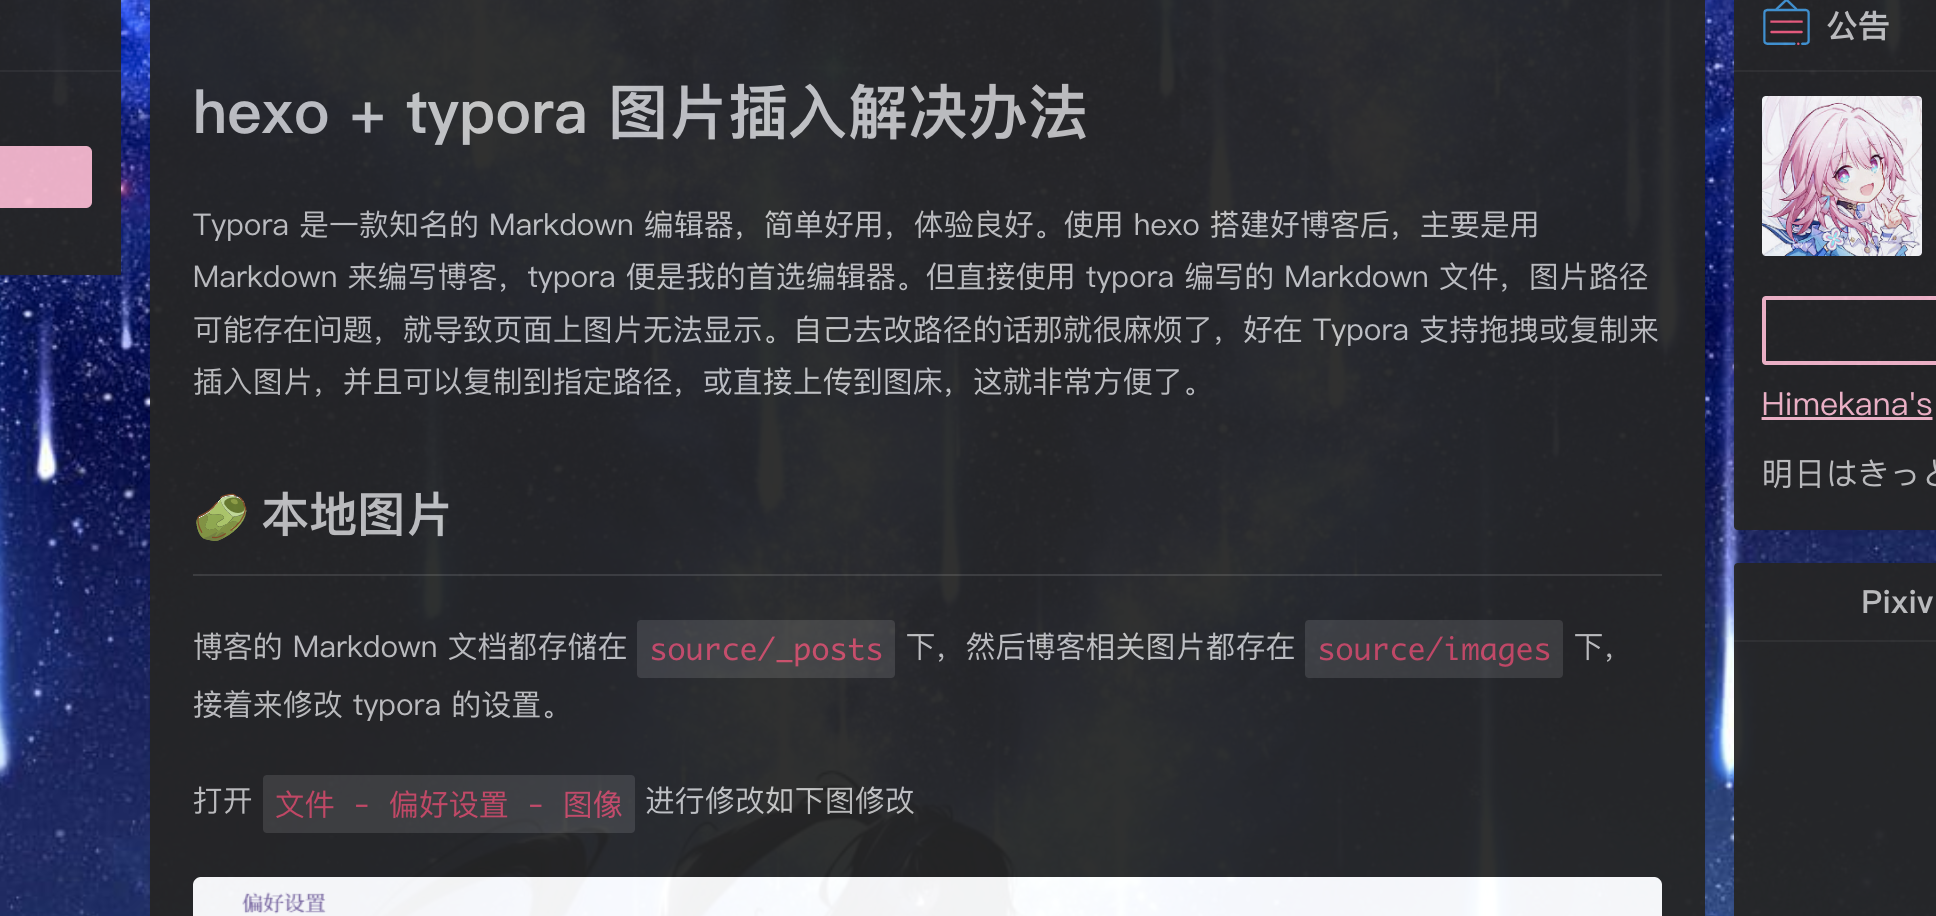 hexo + typora 图片插入解决办法
Typora 是一款知名的 Markdown 编辑器，简单好用，体验良好。使用 hexo 搭建好博客后，主要是用
Markdown 来编写博客，typora 便是我的首选编辑器。但直接使用 typora 编写的 Markdown 文件，图片路径
可能存在问题，就导致页面上图片无法显示。自己去改路径的话那就很麻烦了，好在 Typora 支持拖拽或复制来
插入图片，并且可以复制到指定路径，或直接上传到图床，这就非常方便了。
本地图片
博客的 Markdown 文档都存储在 source/_posts 下，然后博客相关图片都存在 source/images 下，
接着来修改 typora 的设置。
打开 文件 - 偏好设置 - 图像 进行修改如下图修改
偏好设置
公告
Himekana's
明日はきっと
Pixiv